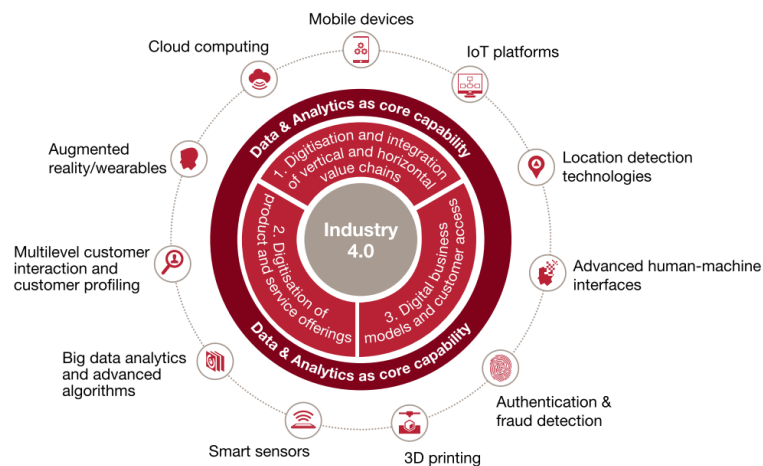 Mobile devices
Cloud computing
IoT platforms
Data & Analytics as core capability
1. Digitisation and integration
of vertical and horizontal
value chains
Augmented
reality/wearables
Location detection
technologies
Industry
4.0
2. Digitisation of
product and service offerings
3. Digital business
models and customer access
Multilevel customer
interaction and
customer profiling
Advanced human-machine
interfaces
Data & Analytics as core capability
Big data analytics
and advanced
algorithms
Authentication &
fraud detection
Smart sensors
3D printing